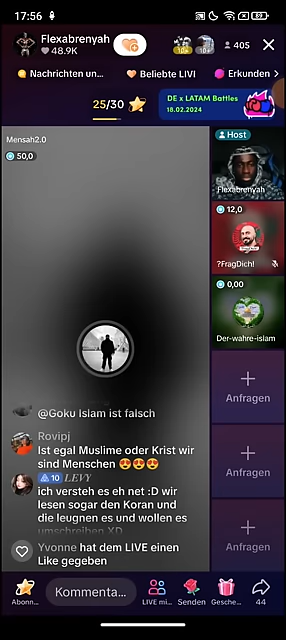 17:56
89
Flexabrenyah
48.9K
10+
10+
405
Nachrichten un...
Beliebte LIVI
Erkunden >
25/30
DE x LATAM Battles
18.02.2024
Mensah2.0
50,0
Host
Flexabrenyah
12,0
?FragDich!
0,00
Der-wahre-islam
Anfragen
Anfragen
Anfragen
@Goku Islam ist falsch
Rovipj
Ist egal Muslime oder Krist wir
sind Menschen 😍😍😍
10 LEVY
ich versteh es eh net :D wir
lesen sogar den Koran und
die leugnen es und wollen es
umschreiben XD
Yvonne hat dem LIVE einen
Like gegeben
Abonn...
Kommenta...
LIVE mi...
Senden
Gesche...
44